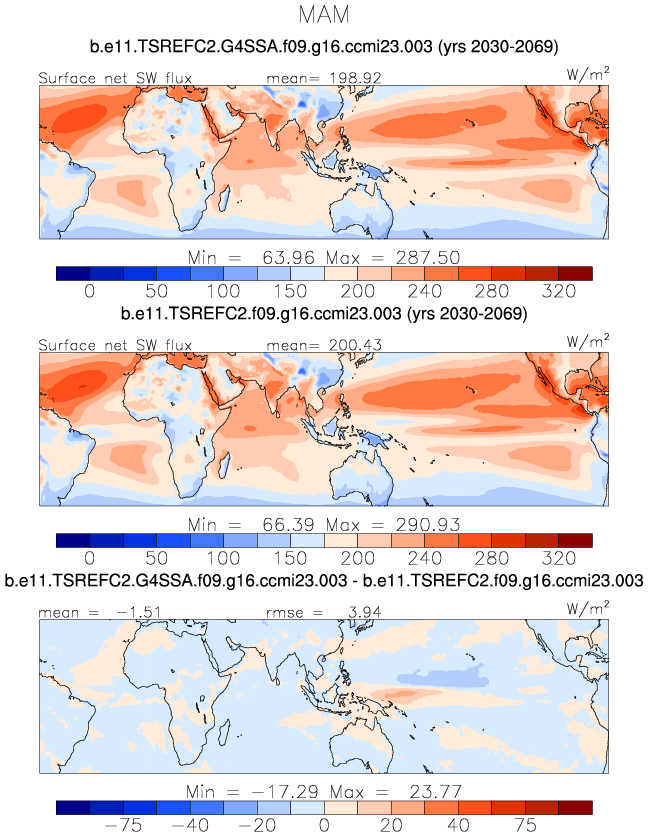 MAM
b.e11.TSREFC2.G4SSA.f09.g16.ccmi23.003 (yrs 2030-2069)
Surface net SW flux mean= 198.92 W/m²
Min = 63.96 Max = 287.50
0 50 100 150 200 240 280 320
b.e11.TSREFC2.f09.g16.ccmi23.003 (yrs 2030-2069)
Surface net SW flux mean= 200.43 W/m²
Min = 66.39 Max = 290.93
0 50 100 150 200 240 280 320
b.e11.TSREFC2.G4SSA.f09.g16.ccmi23.003 - b.e11.TSREFC2.f09.g16.ccmi23.003
mean = −1.51 rmse = 3.94 W/m²
Min = −17.29 Max = 23.77
−75 −40 −20 0 20 40 75